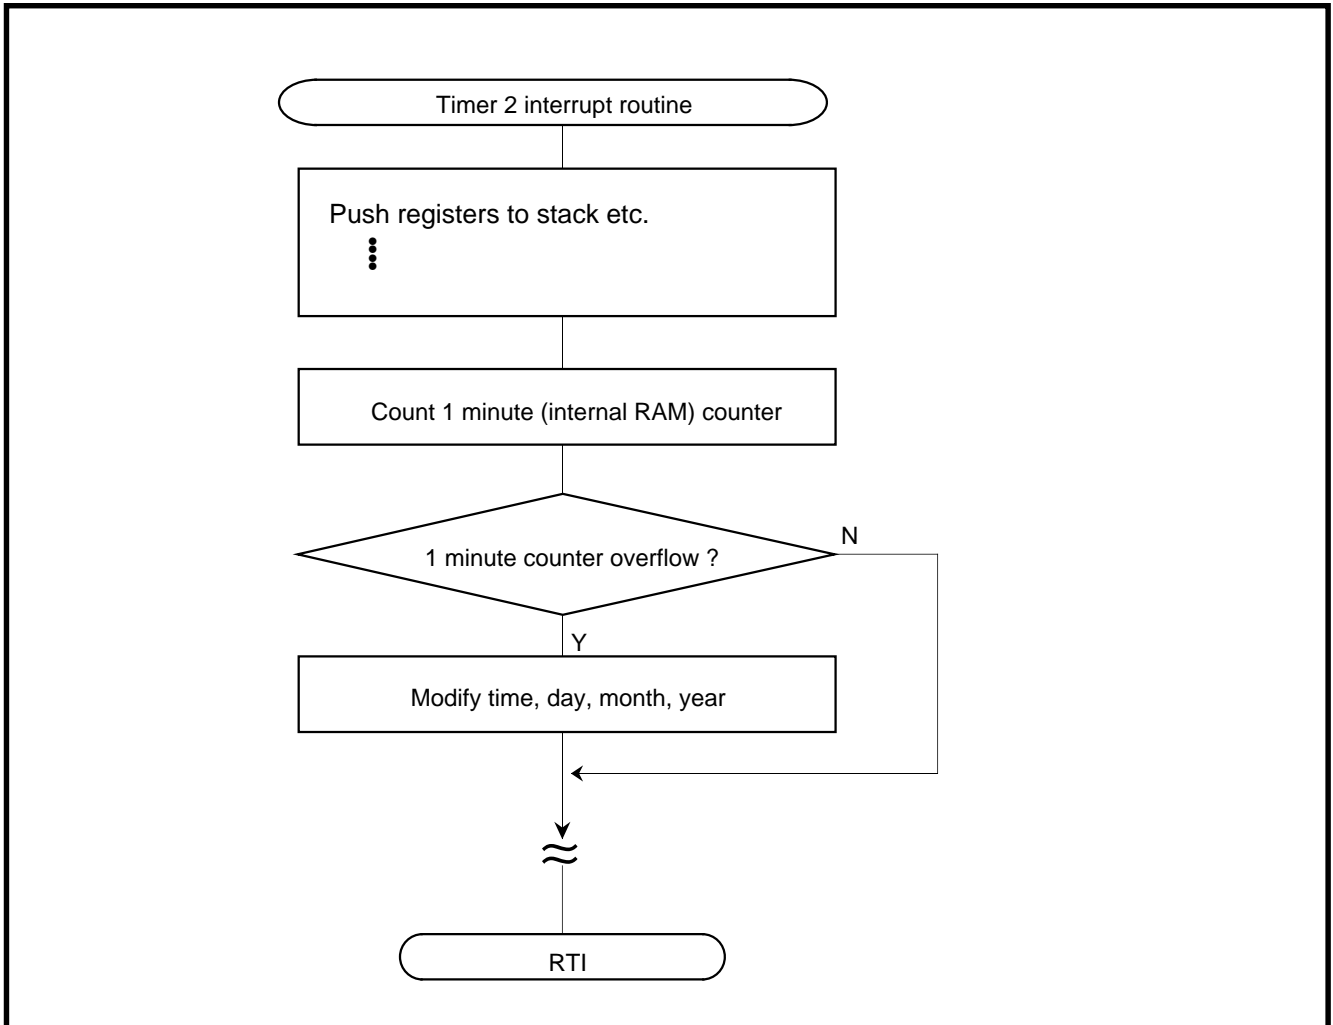 Timer 2 interrupt routine
Push registers to stack etc.
Count 1 minute (internal RAM) counter
1 minute counter overflow ?
N
Y
Modify time, day, month, year
RTI